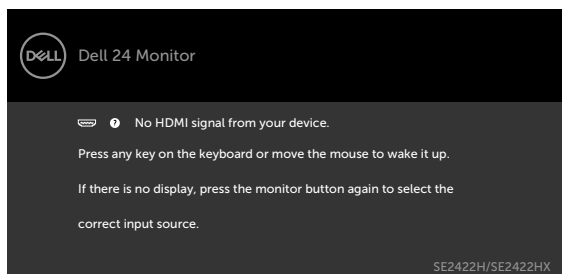 DELL Dell 24 Monitor
No HDMI signal from your device.
Press any key on the keyboard or move the mouse to wake it up.
If there is no display, press the monitor button again to select the
correct input source.
SE2422H/SE2422HX